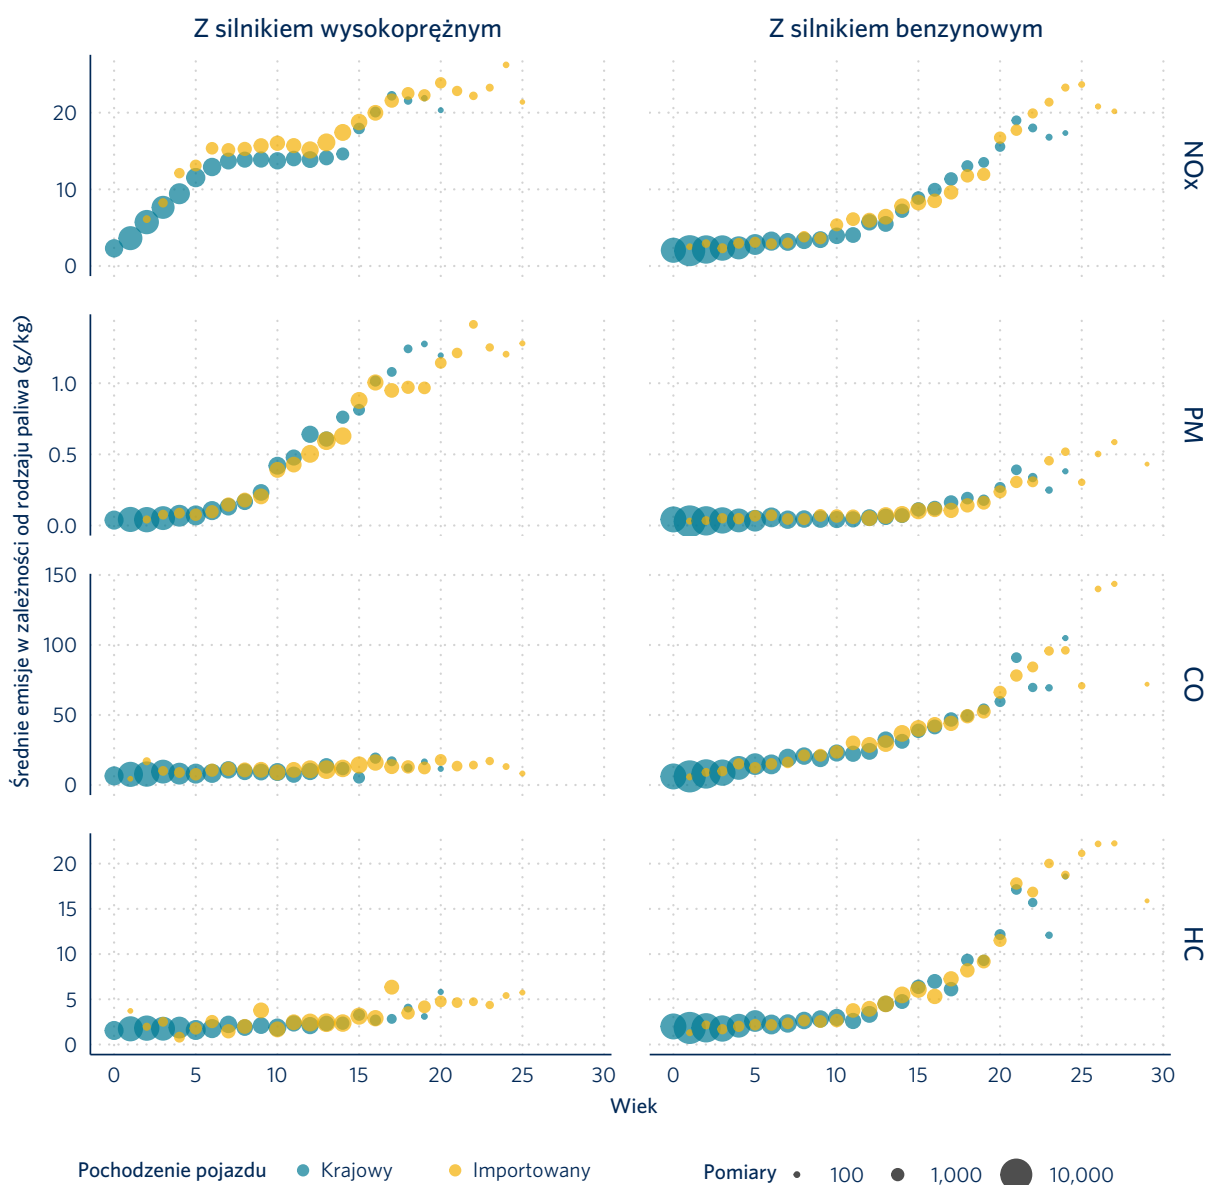 Z silnikiem wysokoprężnym
Z silnikiem benzynowym
Średnie emisje w zależności od rodzaju paliwa (g/kg)
20
10
0
NOx
1.0
0.5
0.0
PM
150
100
50
0
CO
20
15
10
5
0
HC
0 5 10 15 20 25 30
0 5 10 15 20 25 30
Wiek
Pochodzenie pojazdu Krajowy Importowany
Pomiary 100 1,000 10,000